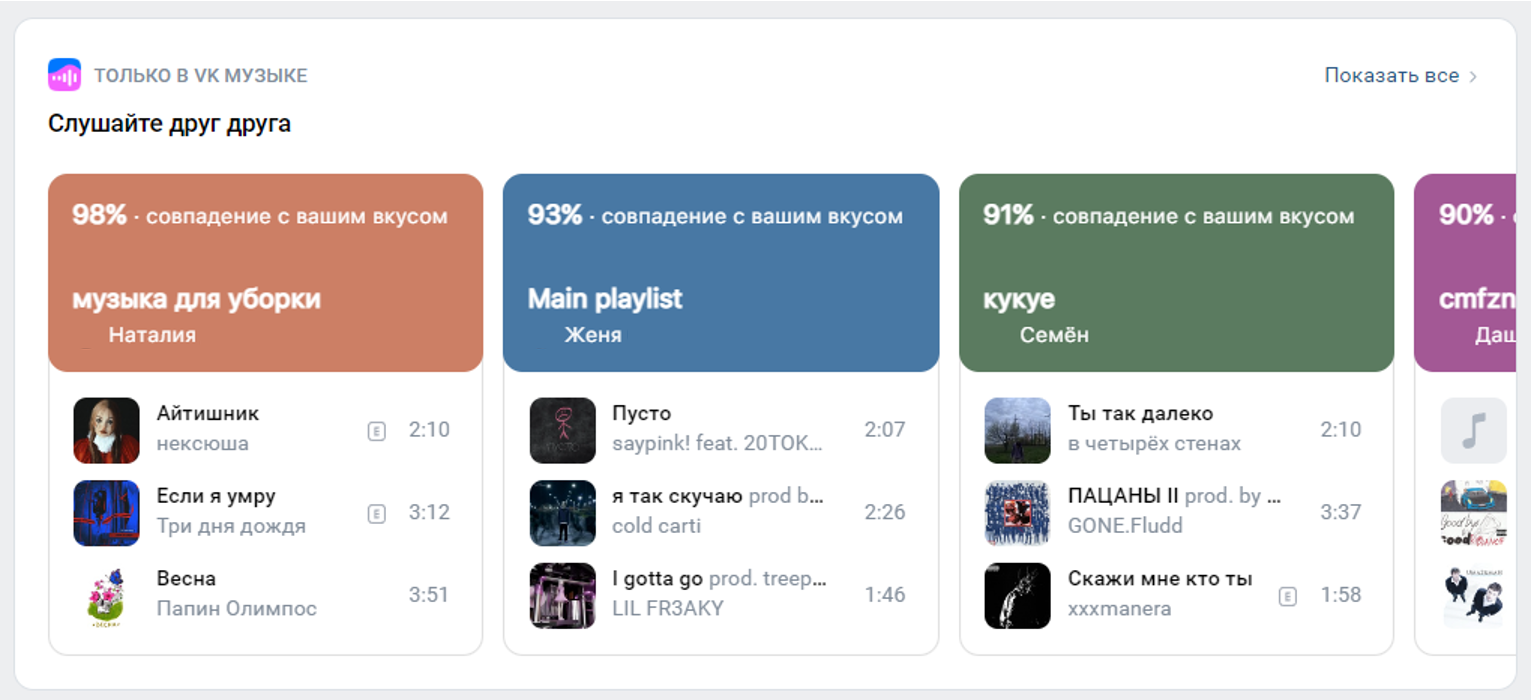 ТОЛЬКО В VK МУЗЫКЕ
Показать все
Слушайте друг друга
98% · совпадение с вашим вкусом
музыка для уборки
Наталия
Айтишник
нексюша
E
2:10
Если я умру
Три дня дождя
E
3:12
Весна
Папин Олимпос
3:51
93% · совпадение с вашим вкусом
Main playlist
Женя
Пусто
saypink! feat. 20TOK...
2:07
я так скучаю prod b...
cold carti
2:26
I gotta go prod. treep...
LIL FR3AKY
1:46
91% · совпадение с вашим вкусом
кукуе
Семён
Ты так далеко
в четырёх стенах
2:10
ПАЦАНЫ II prod. by ...
GONE.Fludd
3:37
Скажи мне кто ты
xxxmanera
E
1:58
90% ·
cmfzn
Даш